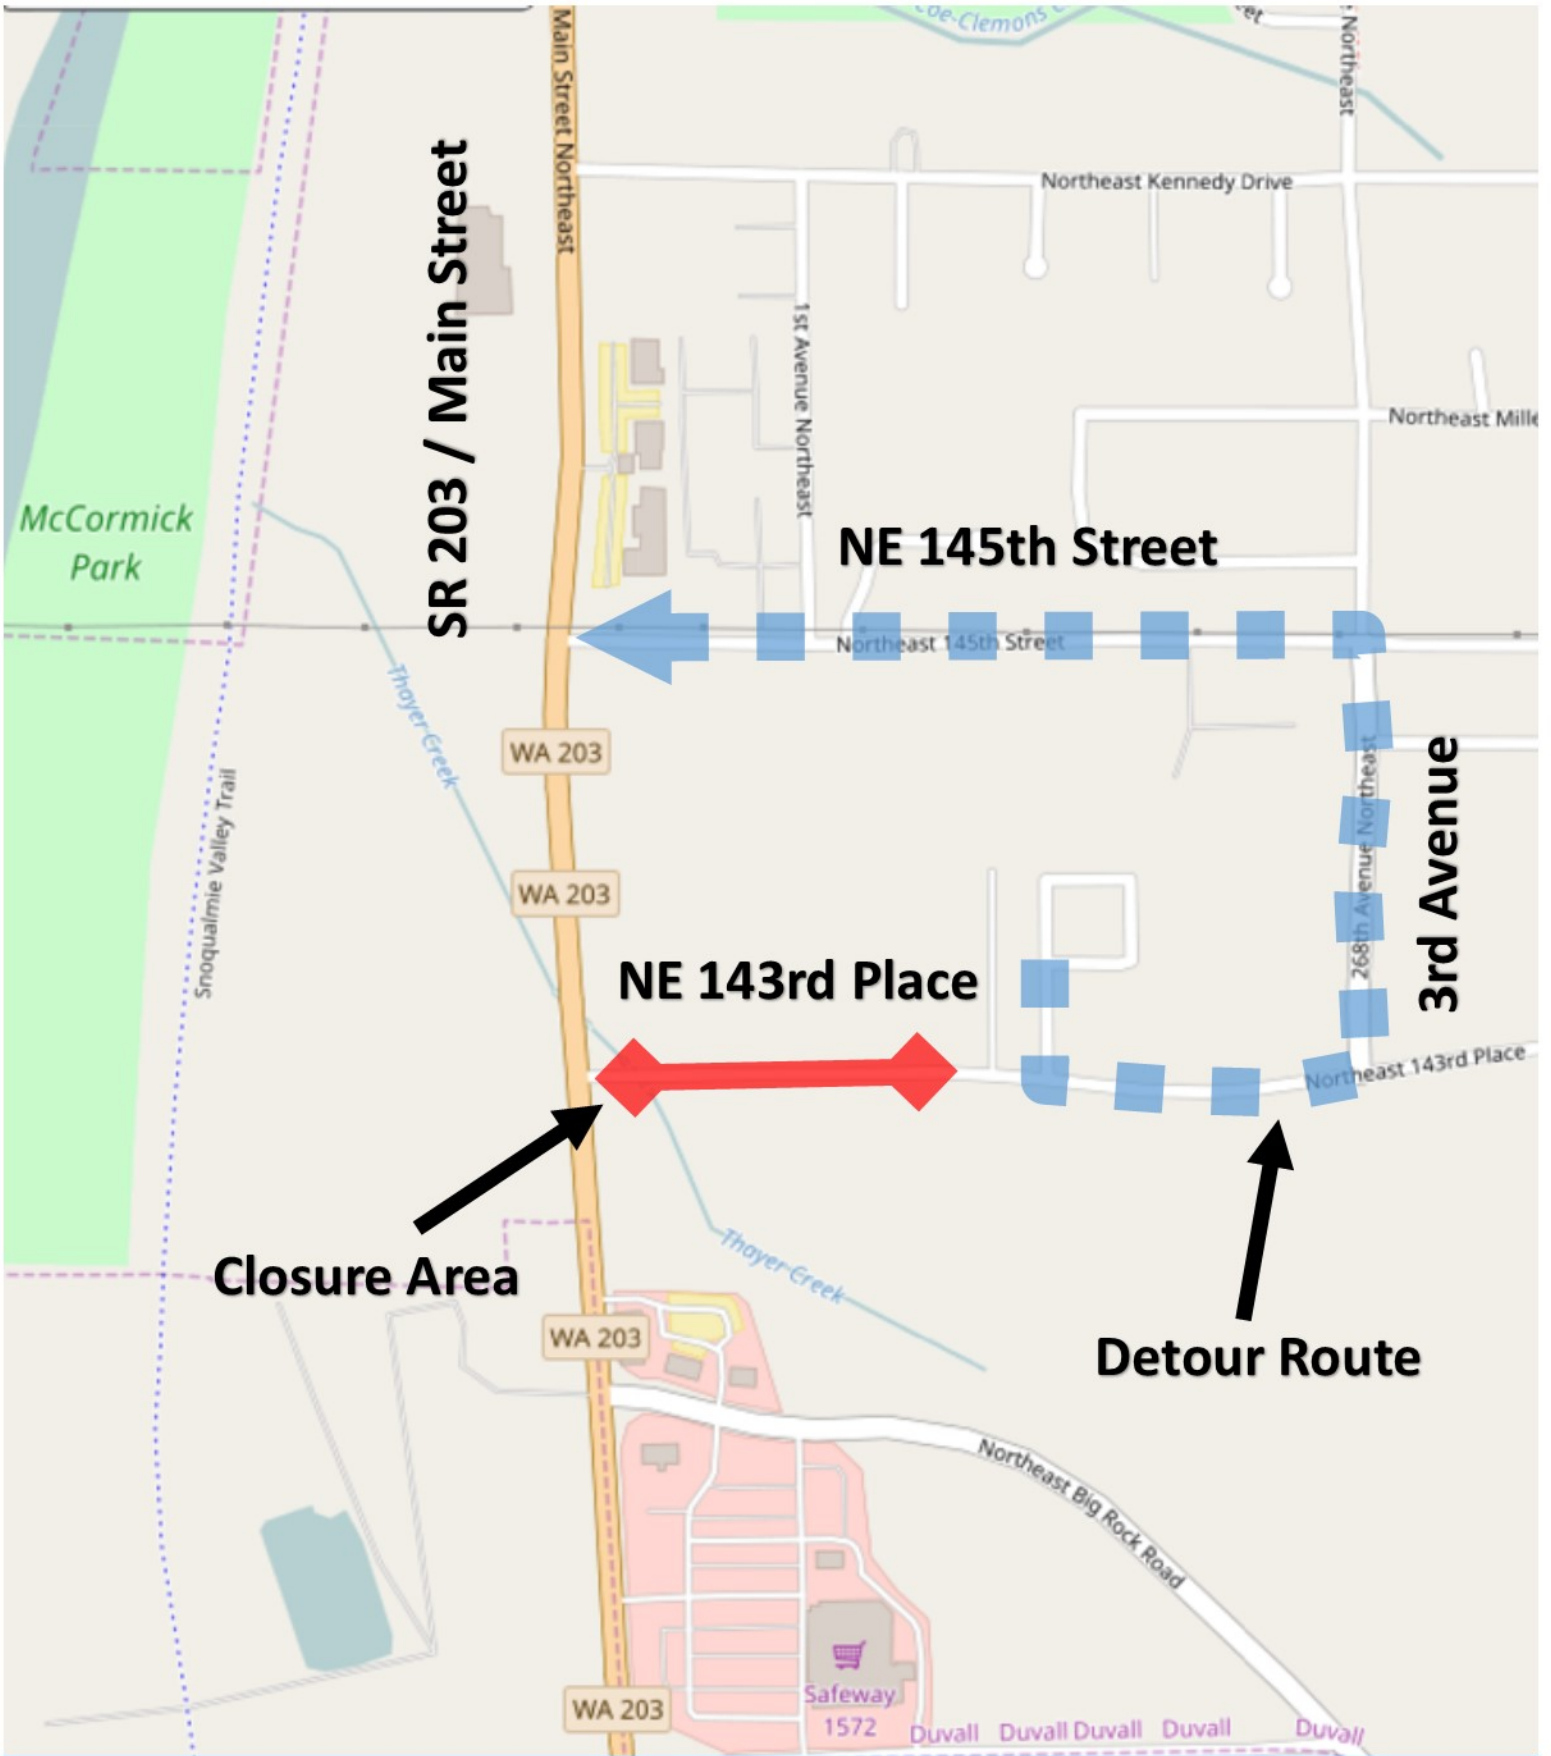 Coe-Clemons C
eet
Northeast
Main Street Northeast
Northeast Kennedy Drive
SR 203 / Main Street
1st Avenue Northeast
Northeast Mille
McCormick
Park
NE 145th Street
Northeast 145th Street
Thayer Creek
WA 203
268th Avenue Northeast
3rd Avenue
Snoqualmie Valley Trail
WA 203
NE 143rd Place
Northeast 143rd Place
Closure Area
Thayer Creek
WA 203
Detour Route
Northeast Big Rock Road
Safeway
1572
WA 203
Duvall Duvall Duvall Duvall Duvall